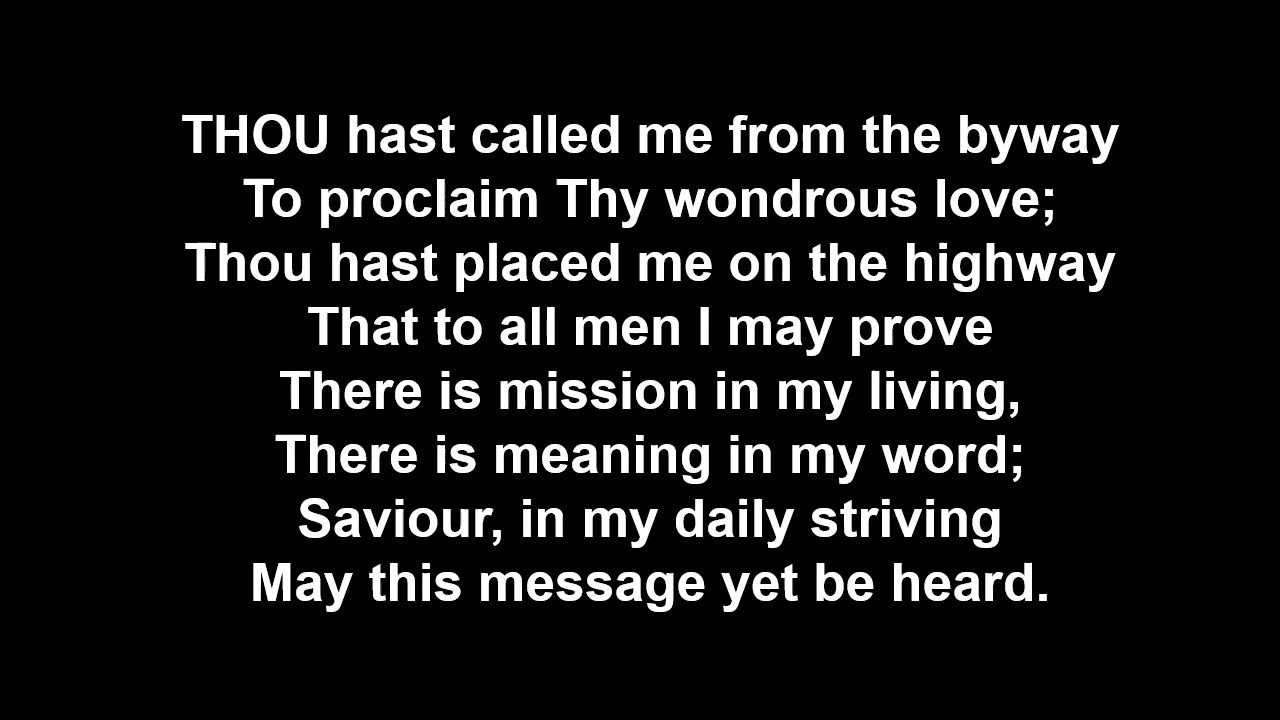 THOU hast called me from the byway
To proclaim Thy wondrous love;
Thou hast placed me on the highway
That to all men I may prove
There is mission in my living,
There is meaning in my word;
Saviour, in my daily striving
May this message yet be heard.